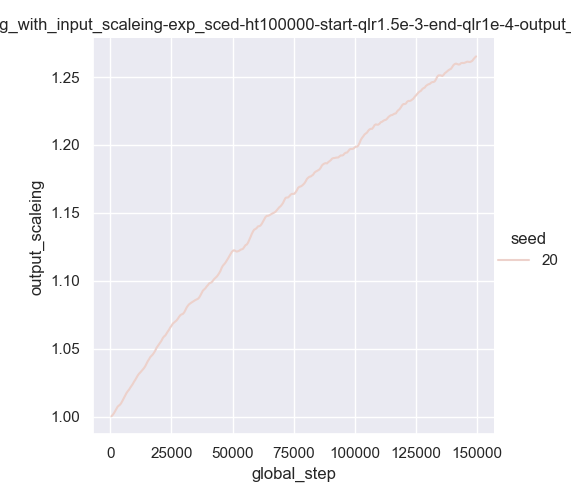 g_with_input_scaleing-exp_sced-ht100000-start-qlr1.5e-3-end-qlr1e-4-output_
1.25
1.20
1.15
1.10
1.05
1.00
output_scaleing
0 25000 50000 75000 100000 125000 150000
global_step
seed
20